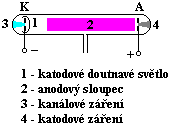 K A
3 1 2 4
– +
1 - katodové doutnavé světlo
2 - anodový sloupec
3 - kanálové záření
4 - katodové záření